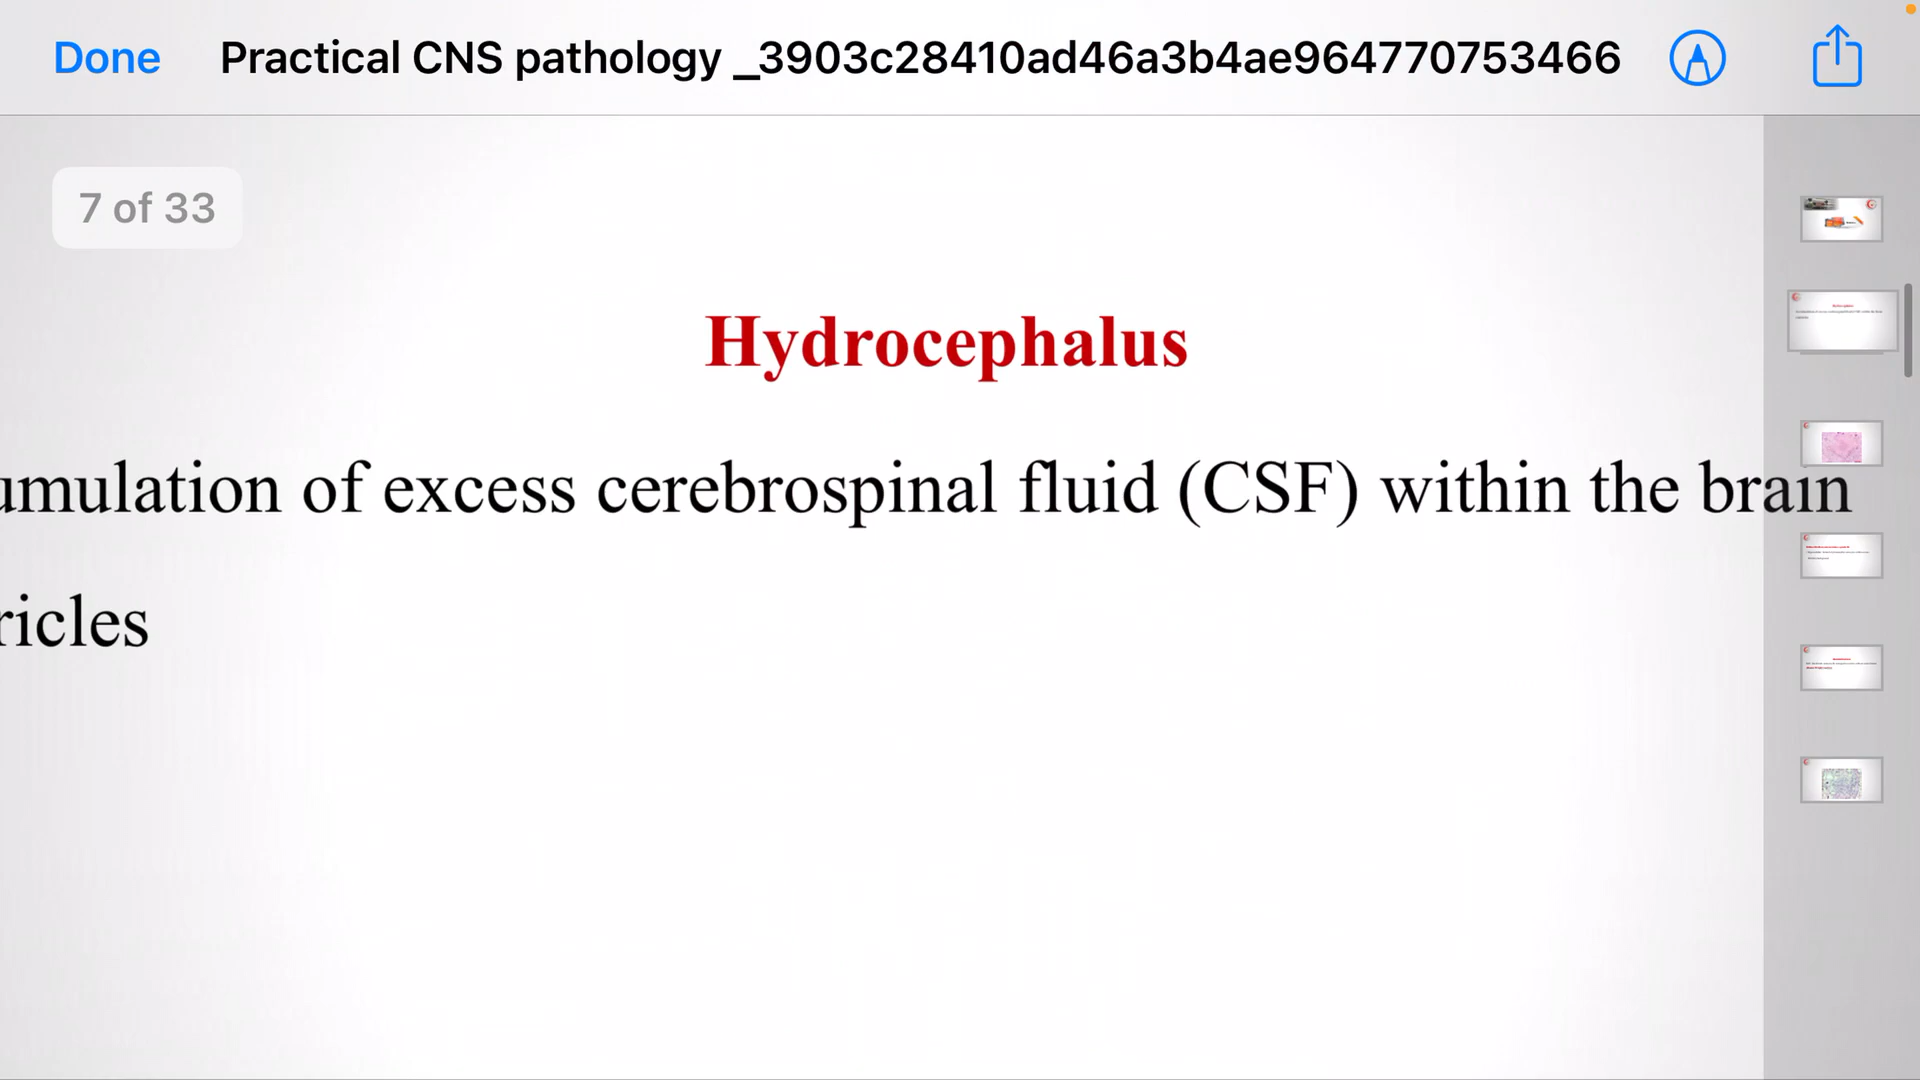 Done Practical CNS pathology _3903c28410ad46a3b4ae964770753466
7 of 33
Hydrocephalus
umulation of excess cerebrospinal fluid (CSF) within the brain
ricles